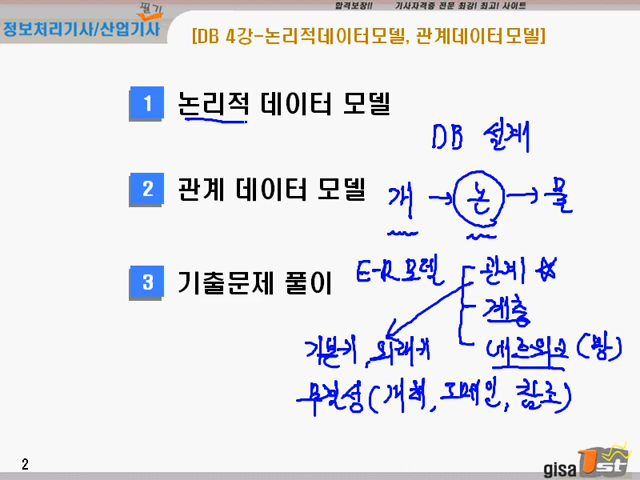 필기
합격보장!! 기사자격증 전문 최강! 최고! 사이트
정보처리기사/산업기사
[DB 4강-논리적데이터모델, 관계데이터모델]
1 논리적 데이터 모델
DB 설계
2 관계 데이터 모델
개 → 논 → 물
3 기출문제 풀이
E-R모델 관계 ☆
계층
기본키, 외래키 네트워크 (망)
무결성 (개체, 도메인, 참조)
2
gisa 1st